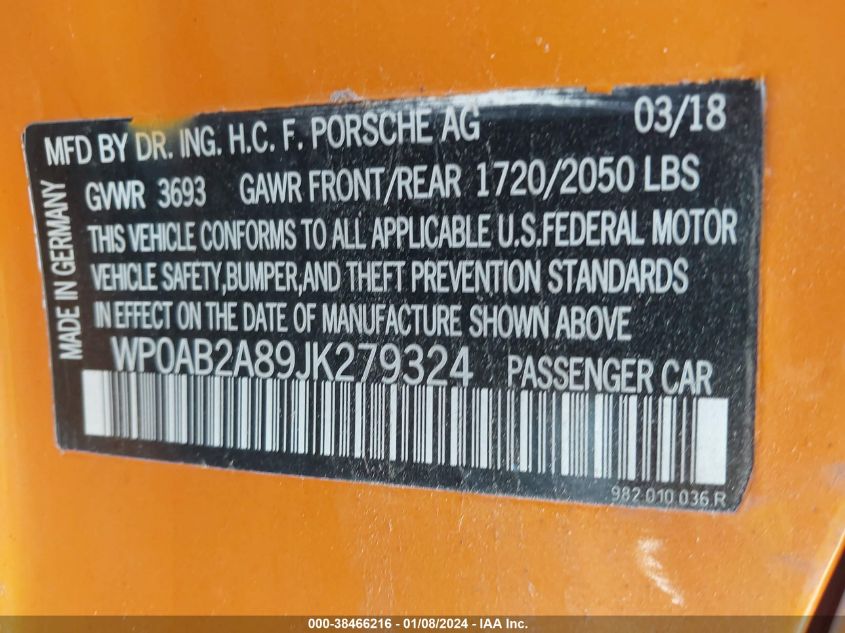 MFD BY DR. ING. H.C. F. PORSCHE AG 03/18
GVWR 3693 GAWR FRONT/REAR 1720/2050 LBS
THIS VEHICLE CONFORMS TO ALL APPLICABLE U.S.FEDERAL MOTOR
VEHICLE SAFETY,BUMPER,AND THEFT PREVENTION STANDARDS
IN EFFECT ON THE DATE OF MANUFACTURE SHOWN ABOVE
MADE IN GERMANY
WP0AB2A89JK279324 PASSENGER CAR
982.010.036.R
000-38466216 - 01/08/2024 - IAA Inc.